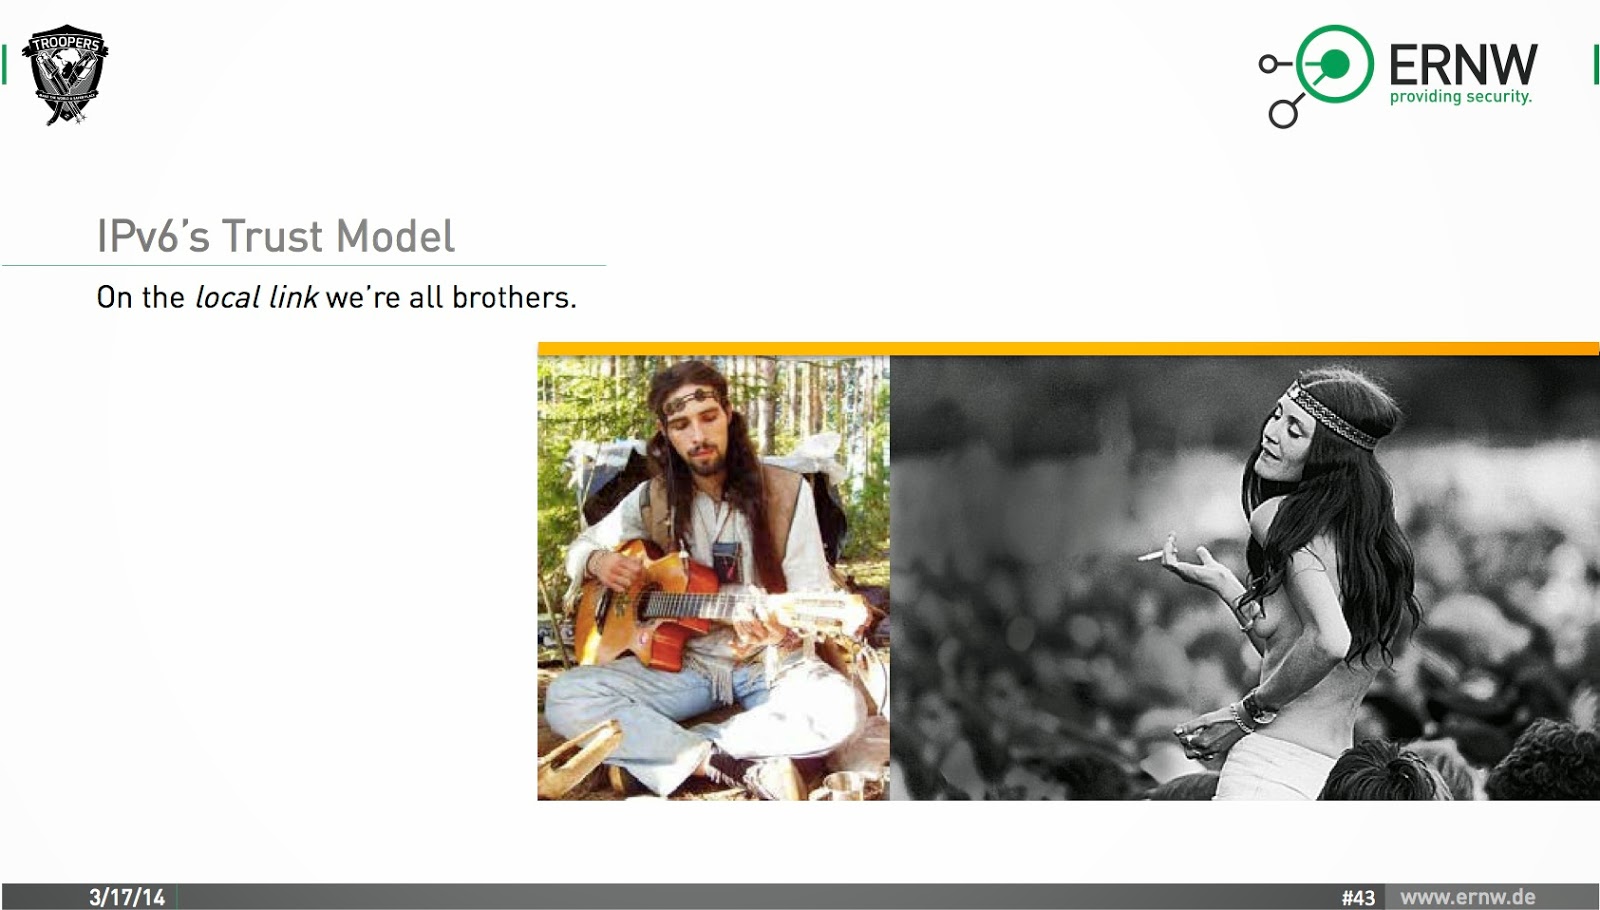 TROOPERS
ERNW
providing security.
IPv6's Trust Model
On the local link we're all brothers.
3/17/14
#43
www.ernw.de